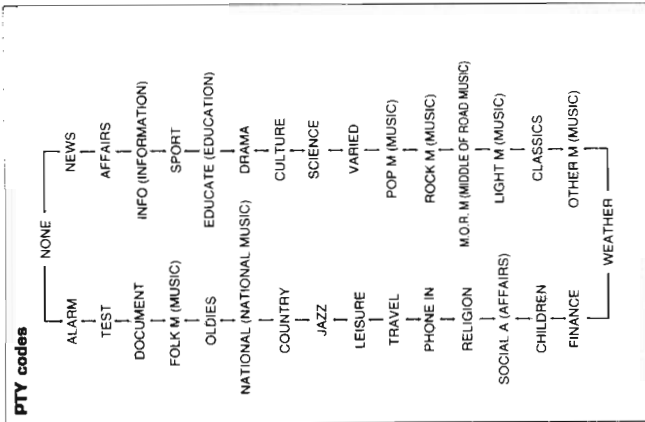 PTY codes
NONE
ALARM NEWS
TEST AFFAIRS
DOCUMENT INFO (INFORMATION)
FOLK M (MUSIC) SPORT
OLDIES EDUCATE (EDUCATION)
NATIONAL (NATIONAL MUSIC) DRAMA
COUNTRY CULTURE
JAZZ SCIENCE
LEISURE VARIED
TRAVEL POP M (MUSIC)
PHONE IN ROCK M (MUSIC)
RELIGION M.O.R. M (MIDDLE OF ROAD MUSIC)
SOCIAL A (AFFAIRS) LIGHT M (MUSIC)
CHILDREN CLASSICS
FINANCE OTHER M (MUSIC)
WEATHER